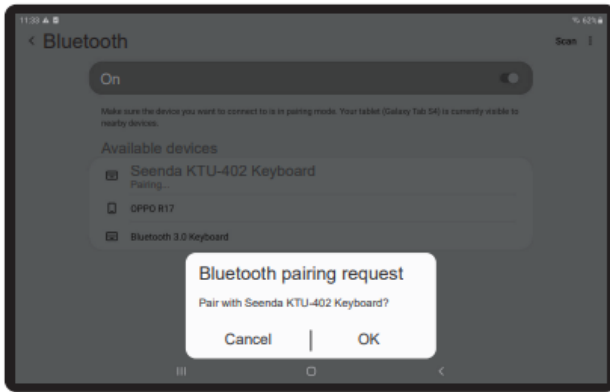 11:33
62%
Bluetooth
Scan
On
Make sure the device you want to connect to is in pairing mode. Your tablet (Galaxy Tab S4) is currently visible to
nearby devices.
Available devices
Seenda KTU-402 Keyboard
Pairing...
OPPO R17
Bluetooth 3.0 Keyboard
Bluetooth pairing request
Pair with Seenda KTU-402 Keyboard?
Cancel | OK